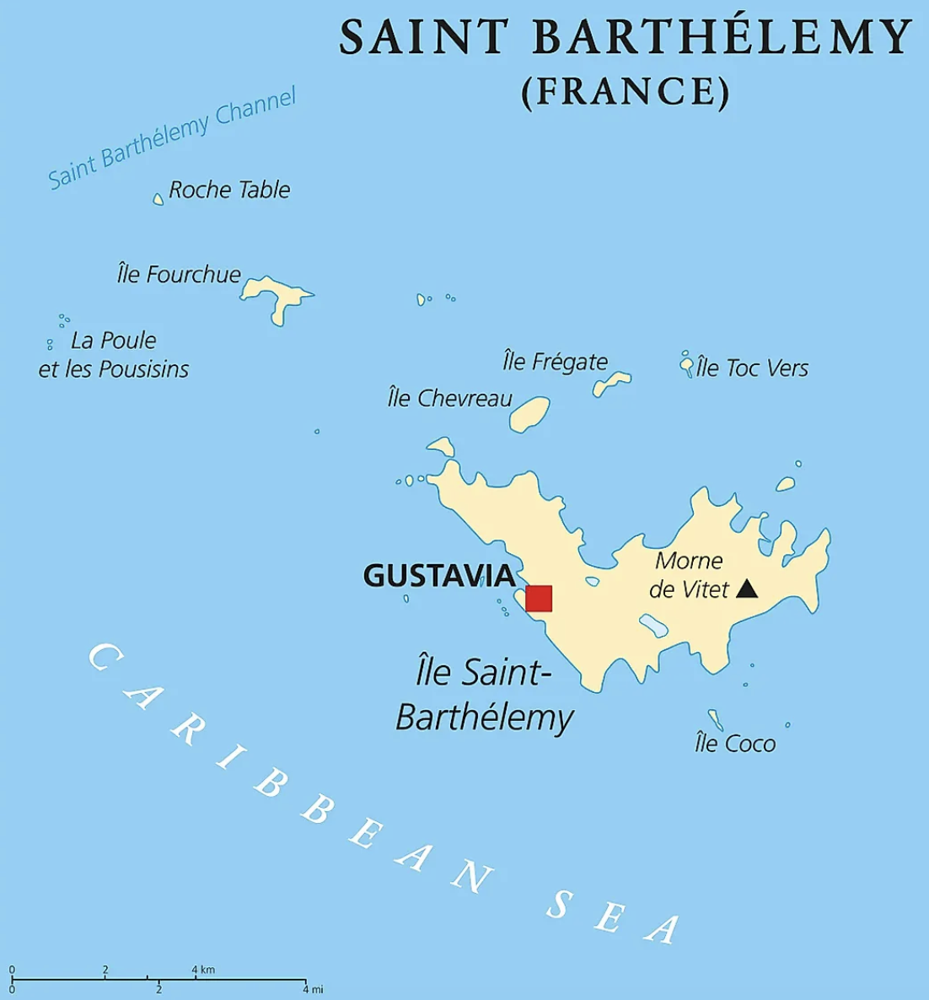 SAINT BARTHÉLEMY
(FRANCE)
Saint Barthélemy Channel
Roche Table
Île Fourchue
La Poule
et les Pousisins
Île Frégate
Île Toc Vers
Île Chevreau
Morne
de Vitet
GUSTAVIA
Île Saint-
Barthélemy
Île Coco
CARIBBEAN SEA
0 2 4 km
0 2 4 mi